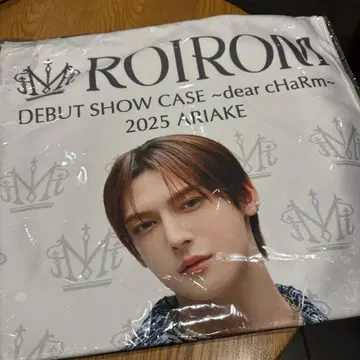 ROIROM
DEBUT SHOW CASE ~dear cHaRm~
2025 ARIAKE